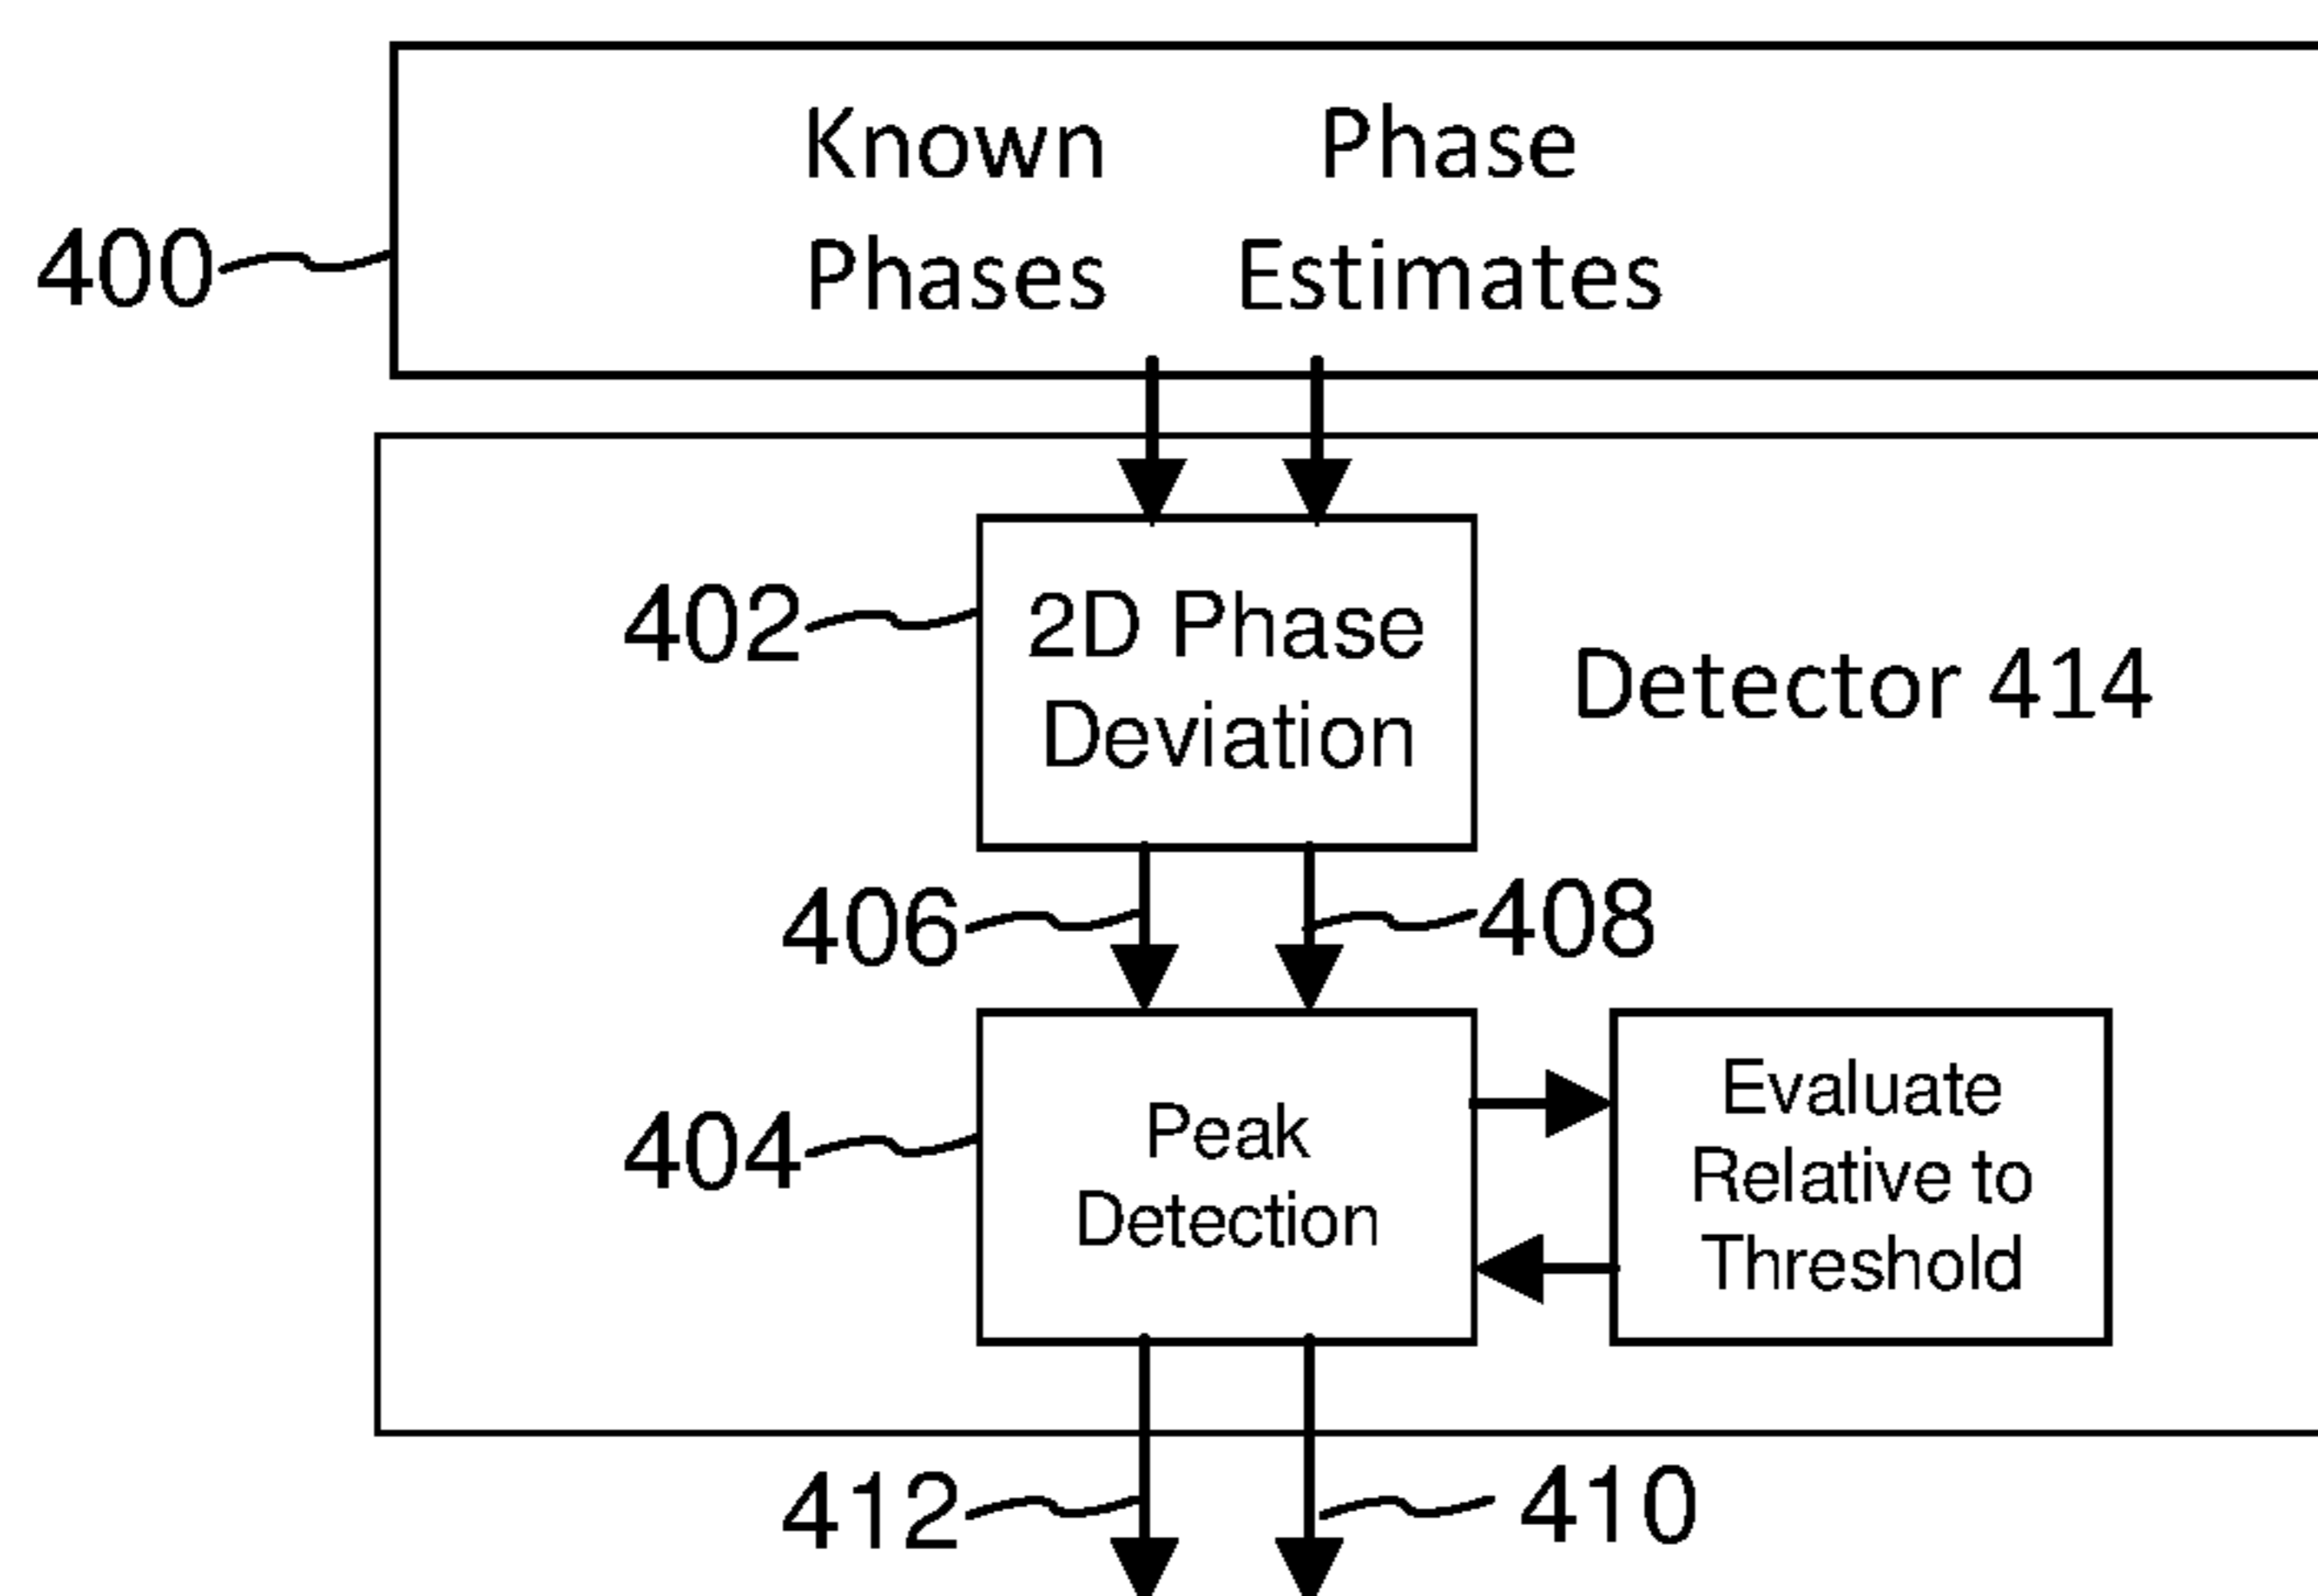 Known Phase
Phases Estimates
400
402
2D Phase
Deviation
Detector 414
406
408
404
Peak
Detection
Evaluate
Relative to
Threshold
412
410